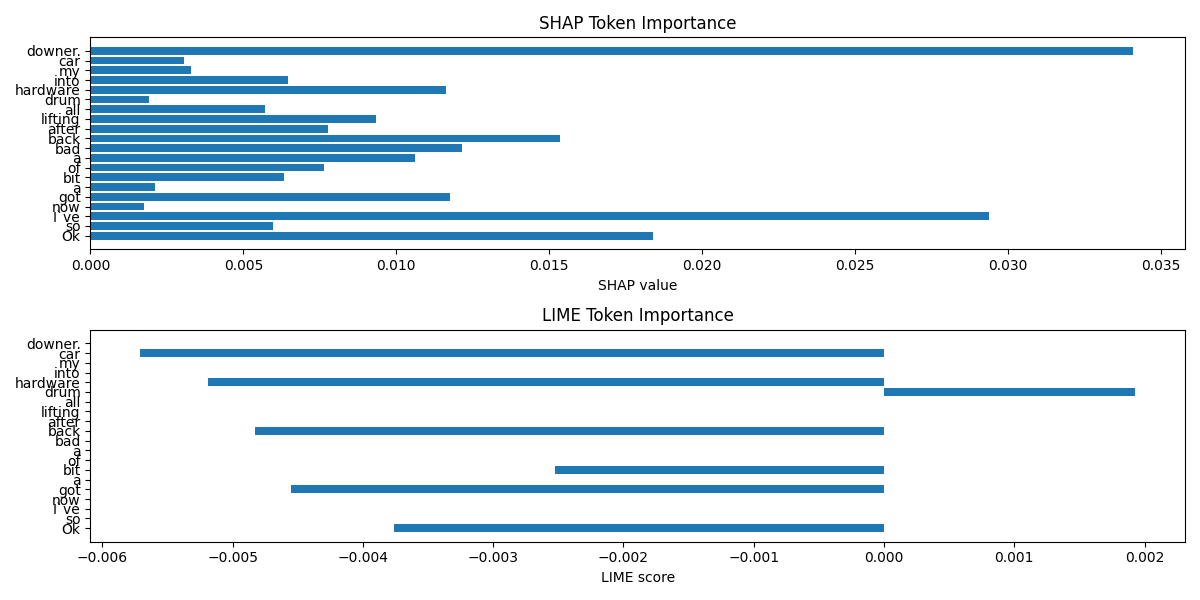 SHAP Token Importance
downer.
car
my
into
hardware
drum
all
lifting
after
back
bad
a
of
bit
a
got
now
I've
so
Ok
0.000 0.005 0.010 0.015 0.020 0.025 0.030 0.035
SHAP value
LIME Token Importance
downer.
car
my
into
hardware
drum
all
lifting
after
back
bad
a
of
bit
a
got
now
I've
so
Ok
−0.006 −0.005 −0.004 −0.003 −0.002 −0.001 0.000 0.001 0.002
LIME score